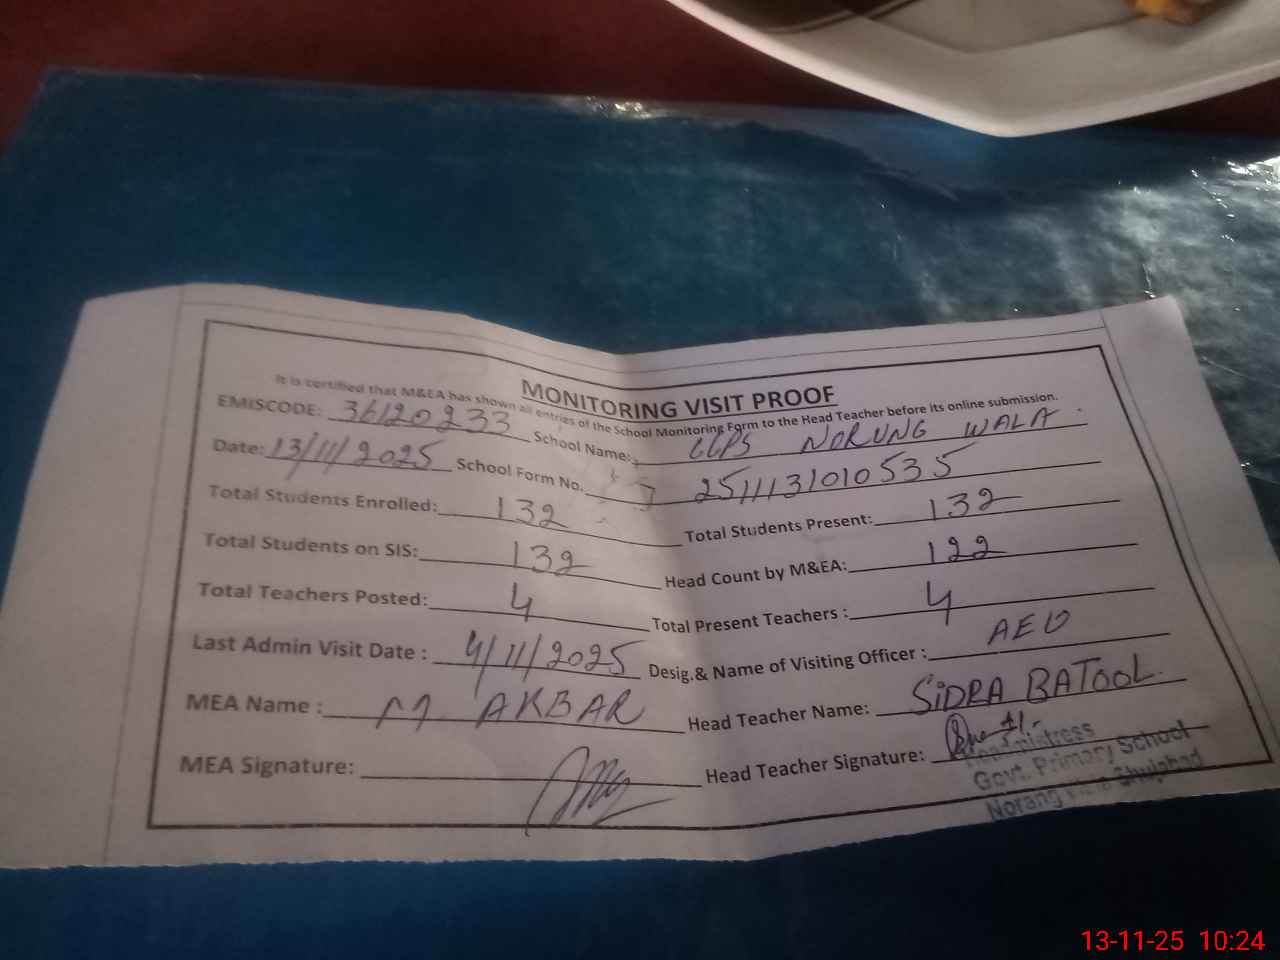 MONITORING VISIT PROOF
It is certified that M&EA has shown all entries of the School Monitoring Form to the Head Teacher before its online submission.
EMISCODE: 36120233 School Name: GGPS NORUNG WALA
Date: 13/11/2025 School Form No. 251113101010535
Total Students Enrolled: 132 Total Students Present: 132
Total Students on SIS: 132 Head Count by M&EA: 122
Total Teachers Posted: 4 Total Present Teachers : 4
Last Admin Visit Date : 4/11/2025 Desig.& Name of Visiting Officer : AEO
MEA Name : M. AKBAR Head Teacher Name: SIDRA BATOOL
MEA Signature: Head Teacher Signature:
Headmistress
Govt. Primary School
Norang Wala
13-11-25 10:24